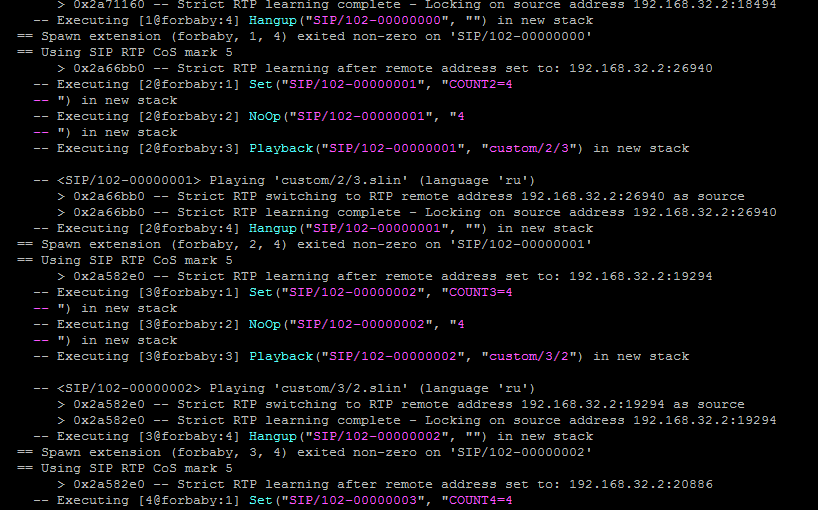 > 0x2a71160 -- Strict RTP learning complete - Locking on source address 192.168.32.2:18494
-- Executing [1@forbaby:4] Hangup("SIP/102-00000000", "") in new stack
== Spawn extension (forbaby, 1, 4) exited non-zero on 'SIP/102-00000000'
== Using SIP RTP CoS mark 5
> 0x2a66bb0 -- Strict RTP learning after remote address set to: 192.168.32.2:26940
-- Executing [2@forbaby:1] Set("SIP/102-00000001", "COUNT2=4
-- ") in new stack
-- Executing [2@forbaby:2] NoOp("SIP/102-00000001", "4
-- ") in new stack
-- Executing [2@forbaby:3] Playback("SIP/102-00000001", "custom/2/3") in new stack
-- <SIP/102-00000001> Playing 'custom/2/3.slin' (language 'ru')
> 0x2a66bb0 -- Strict RTP switching to RTP remote address 192.168.32.2:26940 as source
> 0x2a66bb0 -- Strict RTP learning complete - Locking on source address 192.168.32.2:26940
-- Executing [2@forbaby:4] Hangup("SIP/102-00000001", "") in new stack
== Spawn extension (forbaby, 2, 4) exited non-zero on 'SIP/102-00000001'
== Using SIP RTP CoS mark 5
> 0x2a582e0 -- Strict RTP learning after remote address set to: 192.168.32.2:19294
-- Executing [3@forbaby:1] Set("SIP/102-00000002", "COUNT3=4
-- ") in new stack
-- Executing [3@forbaby:2] NoOp("SIP/102-00000002", "4
-- ") in new stack
-- Executing [3@forbaby:3] Playback("SIP/102-00000002", "custom/3/2") in new stack
-- <SIP/102-00000002> Playing 'custom/3/2.slin' (language 'ru')
> 0x2a582e0 -- Strict RTP switching to RTP remote address 192.168.32.2:19294 as source
> 0x2a582e0 -- Strict RTP learning complete - Locking on source address 192.168.32.2:19294
-- Executing [3@forbaby:4] Hangup("SIP/102-00000002", "") in new stack
== Spawn extension (forbaby, 3, 4) exited non-zero on 'SIP/102-00000002'
== Using SIP RTP CoS mark 5
> 0x2a582e0 -- Strict RTP learning after remote address set to: 192.168.32.2:20886
-- Executing [4@forbaby:1] Set("SIP/102-00000003", "COUNT4=4